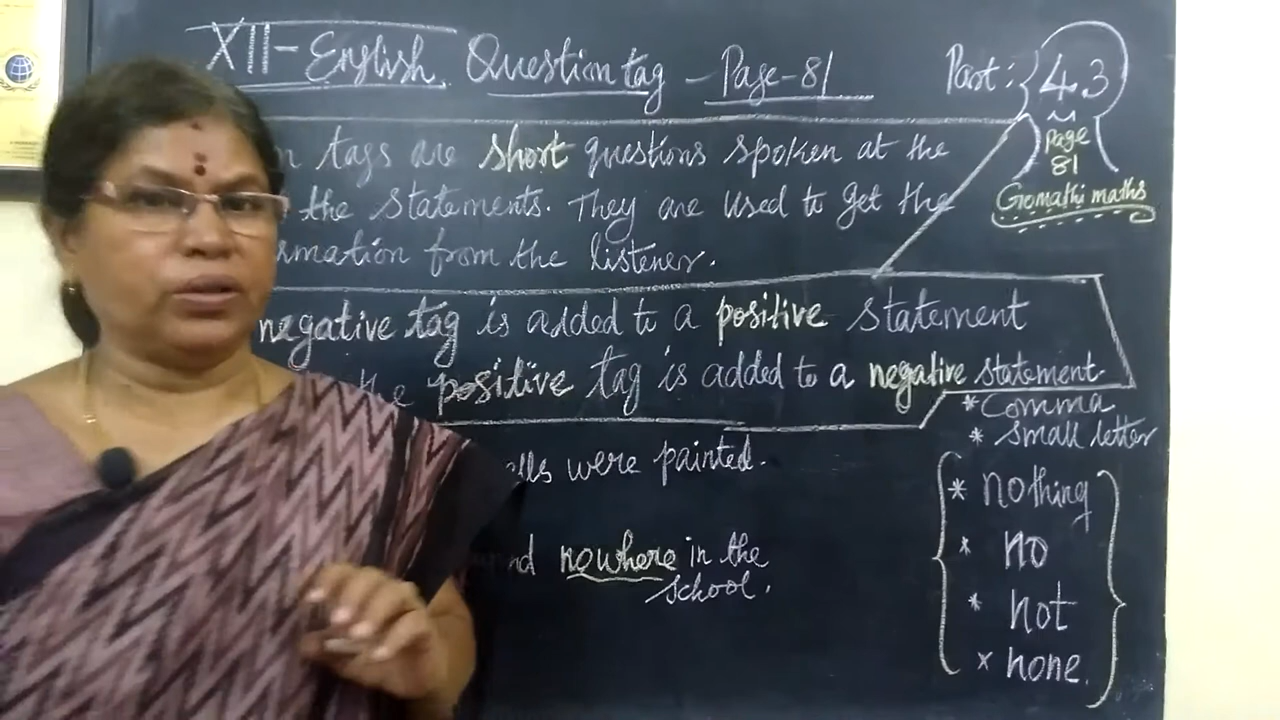 XII-English Question tag - Page-81
Part: 43
Page
81
Gomathi maths
tags are short questions spoken at the
the statements. They are used to get the
from the listener.
negative tag is added to a positive statement
the positive tag is added to a negative statement.
* Comma
* small letter
were painted.
nowhere in the
school.
* nothing
* no
* not
* none.